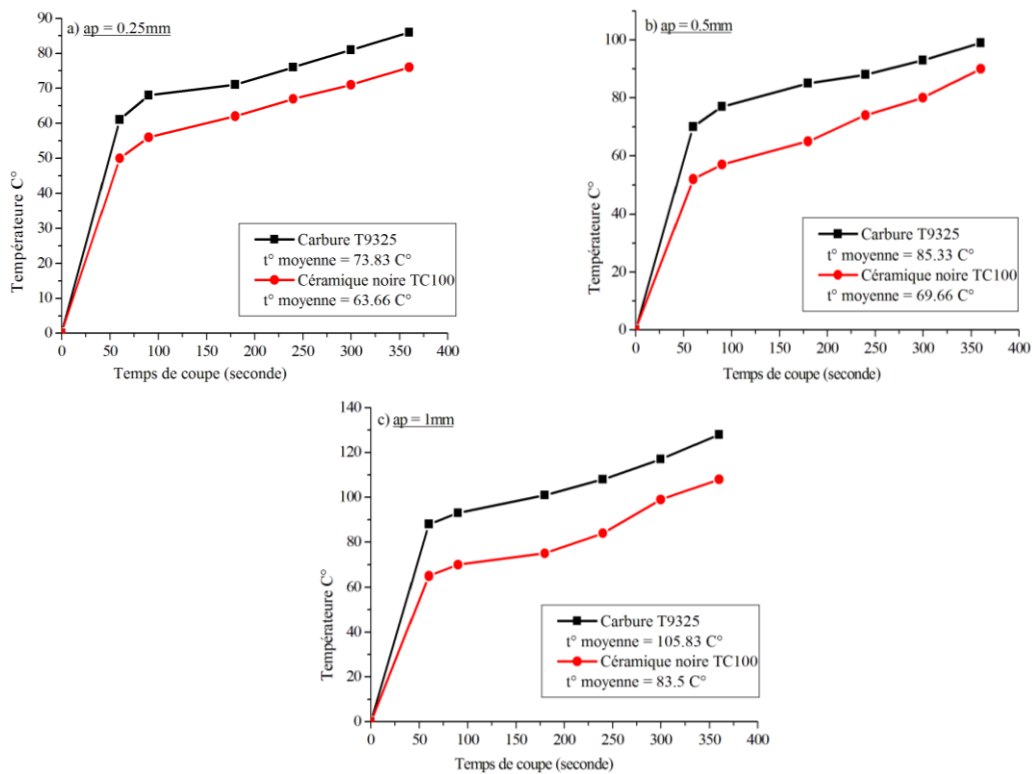 a) ap = 0.25mm
90
80
70
60
50
40
30
20
10
0
Températeure C°
Carbure T9325
t° moyenne = 73.83 C°
Céramique noire TC100
t° moyenne = 63.66 C°
0 50 100 150 200 250 300 350 400
Temps de coupe (seconde)
b) ap = 0.5mm
100
80
60
40
20
0
Températeure C°
Carbure T9325
t° moyenne = 85.33 C°
Céramique noire TC100
t° moyenne = 69.66 C°
0 50 100 150 200 250 300 350 400
Temps de coupe (seconde)
c) ap = 1mm
140
120
100
80
60
40
20
0
Températeure C°
Carbure T9325
t° moyenne = 105.83 C°
Céramique noire TC100
t° moyenne = 83.5 C°
0 50 100 150 200 250 300 350 400
Temps de coupe (seconde)